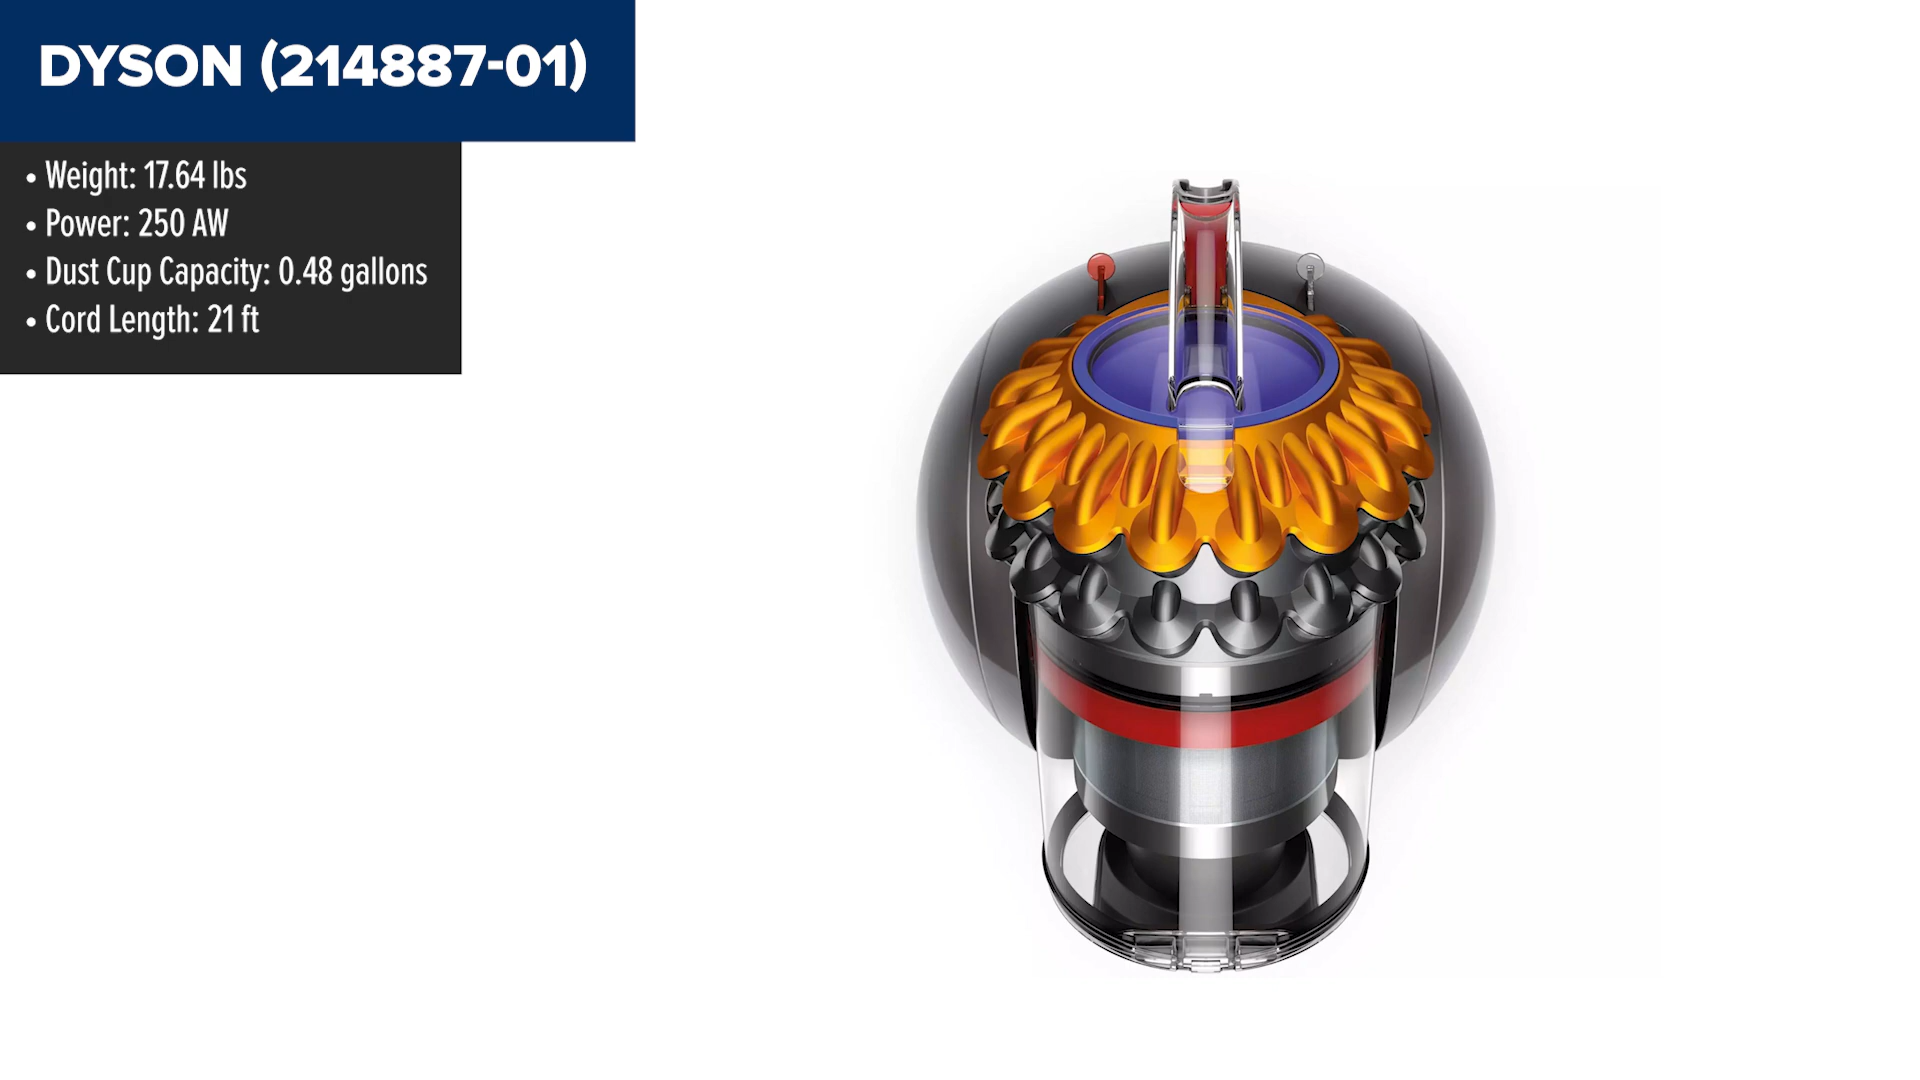 DYSON (214887-01)
• Weight: 17.64 lbs
• Power: 250 AW
• Dust Cup Capacity: 0.48 gallons
• Cord Length: 21 ft